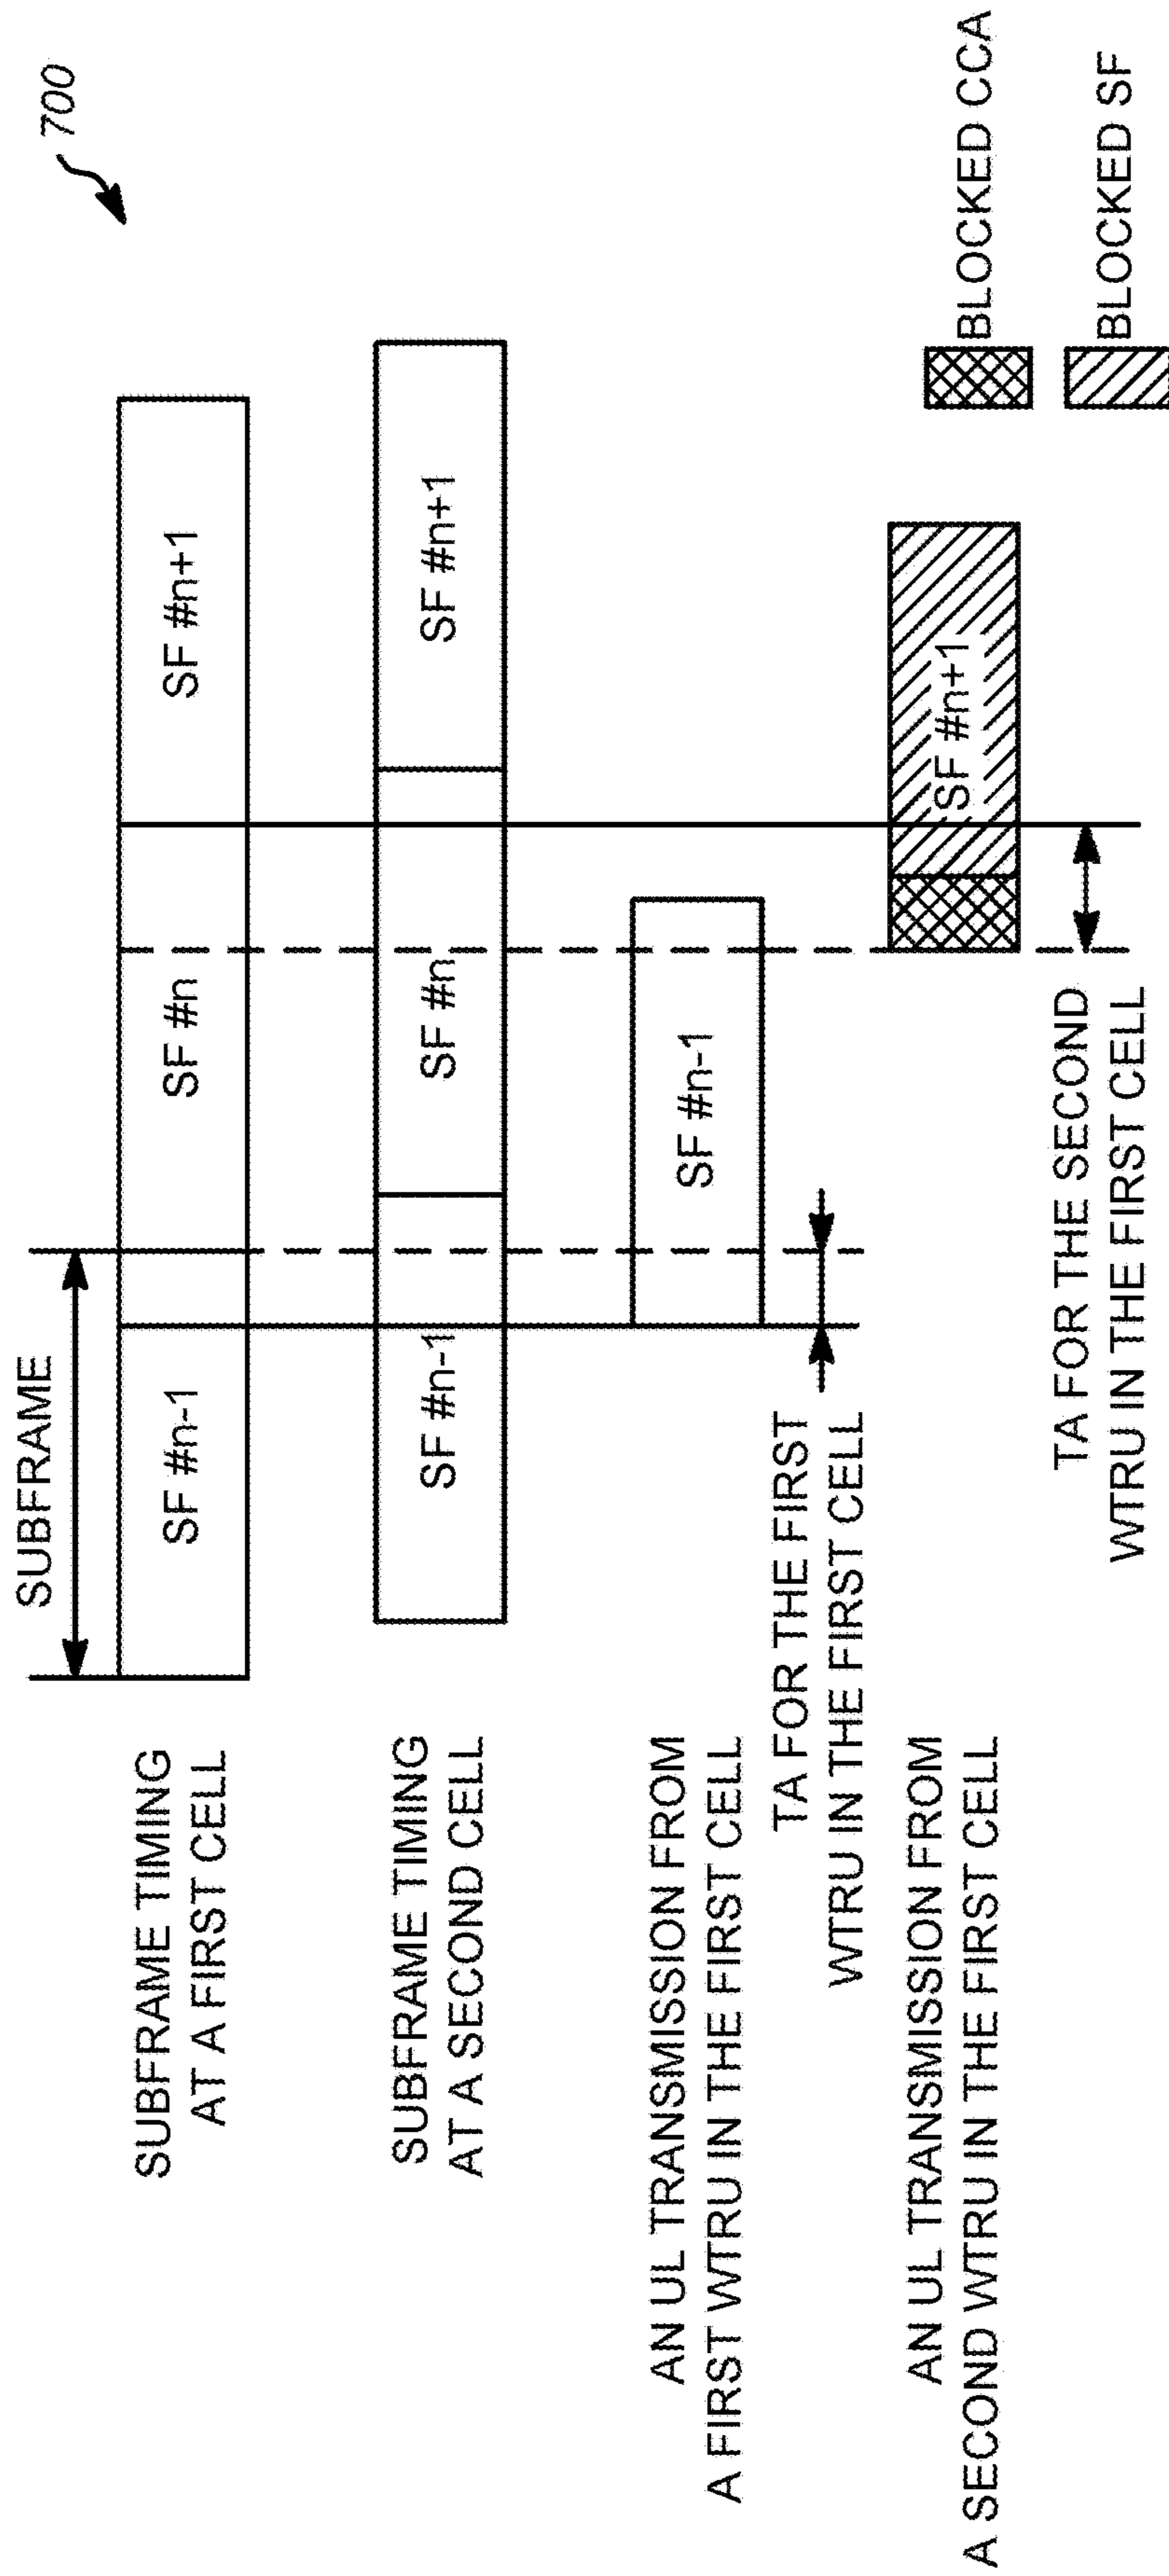 700
SUBFRAME
SUBFRAME TIMING
AT A FIRST CELL
SF #n-1
SF #n
SF #n+1
SUBFRAME TIMING
AT A SECOND CELL
SF #n-1
SF #n
SF #n+1
AN UL TRANSMISSION FROM
A FIRST WTRU IN THE FIRST CELL
SF #n-1
TA FOR THE FIRST
WTRU IN THE FIRST CELL
AN UL TRANSMISSION FROM
A SECOND WTRU IN THE FIRST CELL
SF #n+1
TA FOR THE SECOND
WTRU IN THE FIRST CELL
BLOCKED CCA
BLOCKED SF